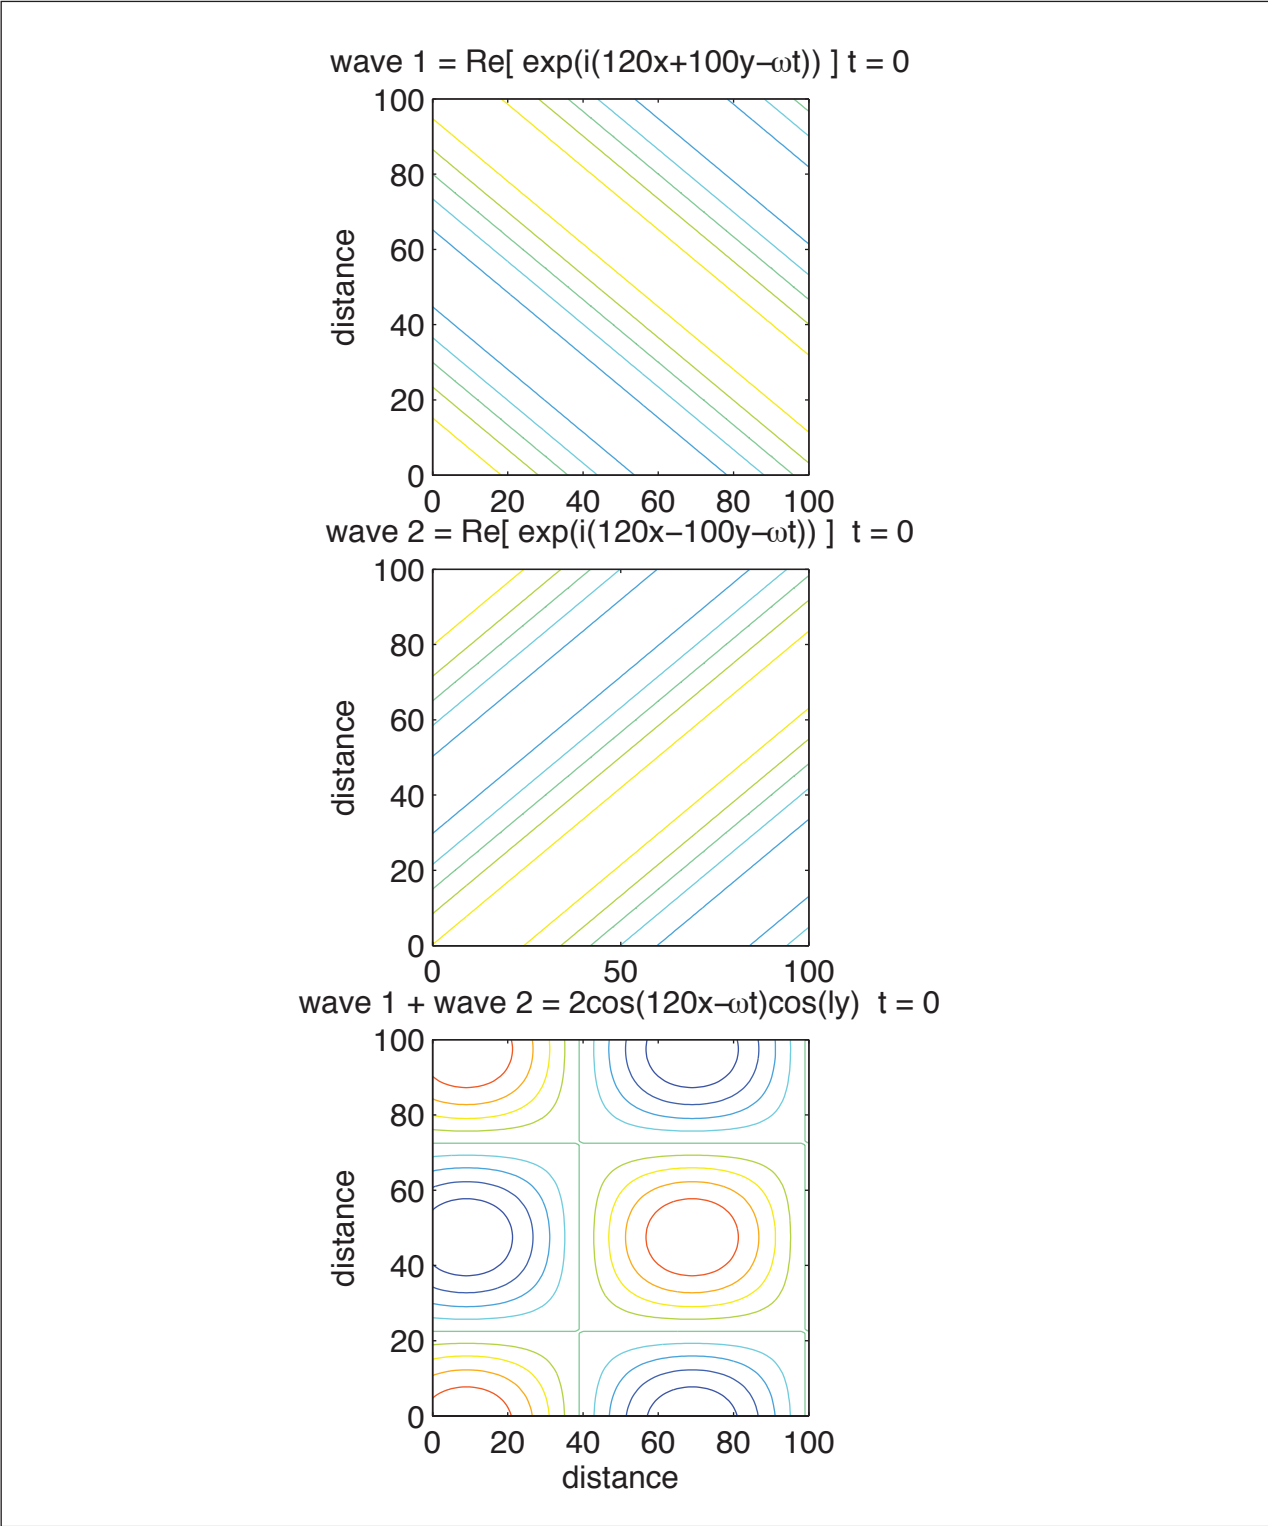 wave 1 = Re[ exp(i(120x+100y−ωt)) ] t = 0
100
80
60
40
20
0
distance
0 20 40 60 80 100
wave 2 = Re[ exp(i(120x−100y−ωt)) ] t = 0
100
80
60
40
20
0
distance
0 50 100
wave 1 + wave 2 = 2cos(120x−ωt)cos(ly) t = 0
100
80
60
40
20
0
distance
0 20 40 60 80 100
distance